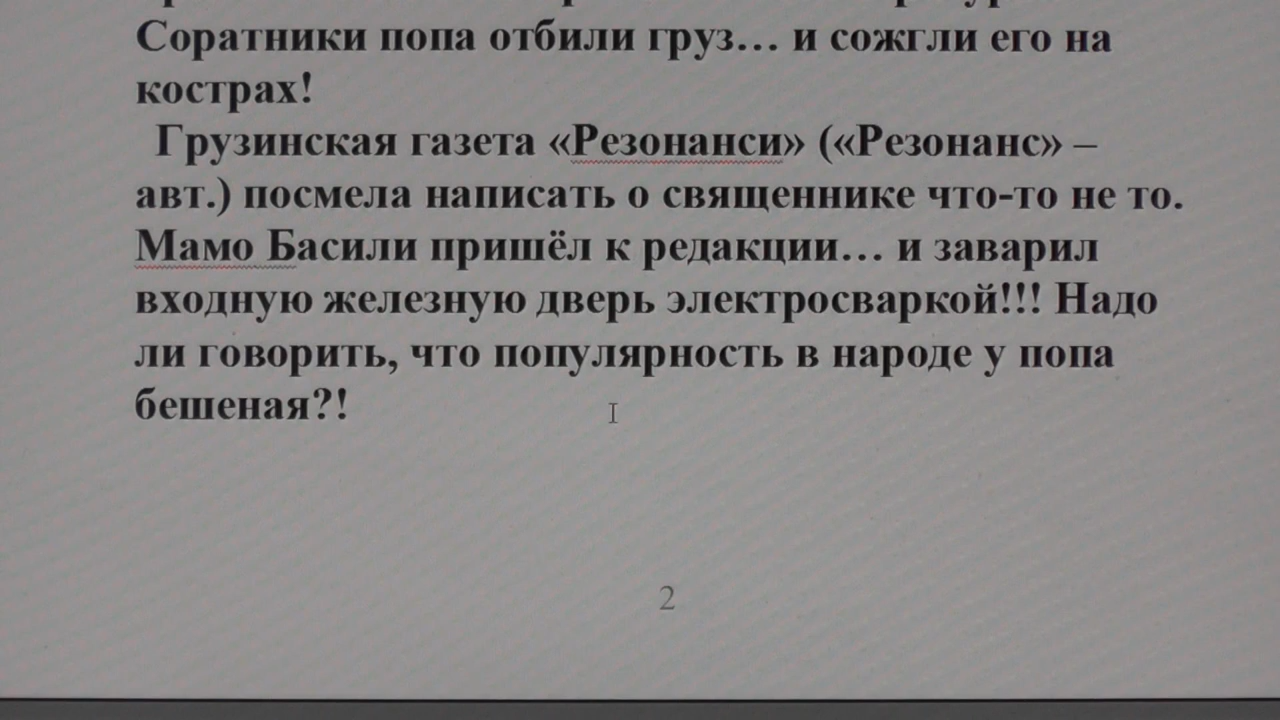 Соратники попа отбили груз… и сожгли его на
кострах!
Грузинская газета «Резонанси» («Резонанс» –
авт.) посмела написать о священнике что-то не то.
Мамо Басили пришёл к редакции… и заварил
входную железную дверь электросваркой!!! Надо
ли говорить, что популярность в народе у попа
бешеная?!
2